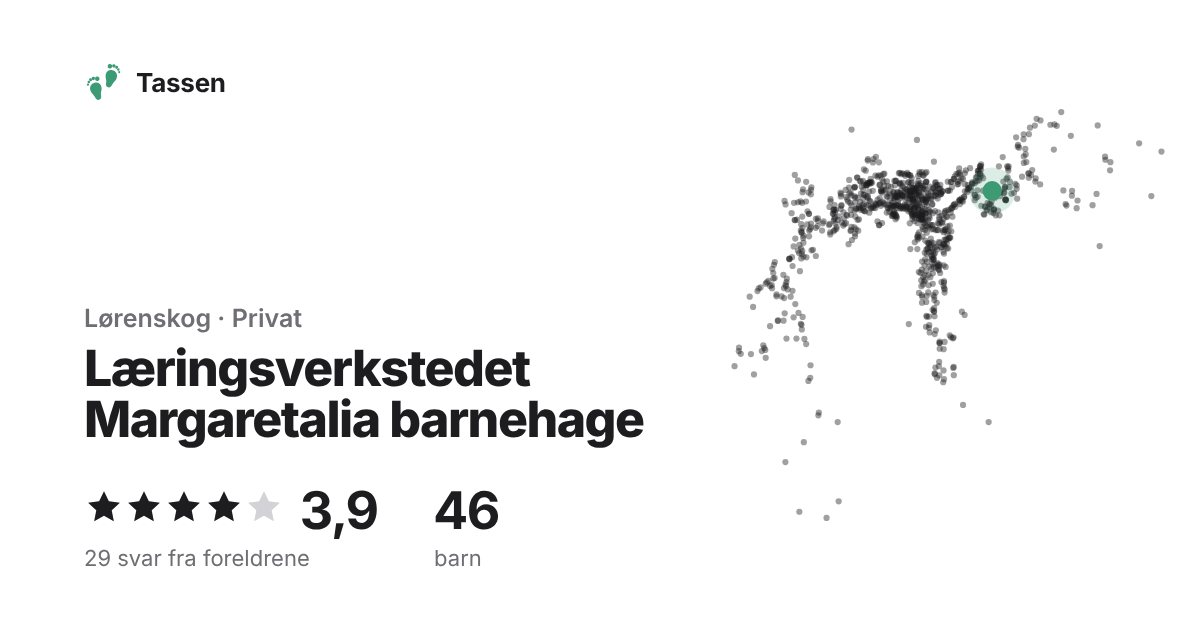 Tassen
Lørenskog · Privat
Læringsverkstedet
Margaretalia barnehage
3,9
46
29 svar fra foreldrene
barn